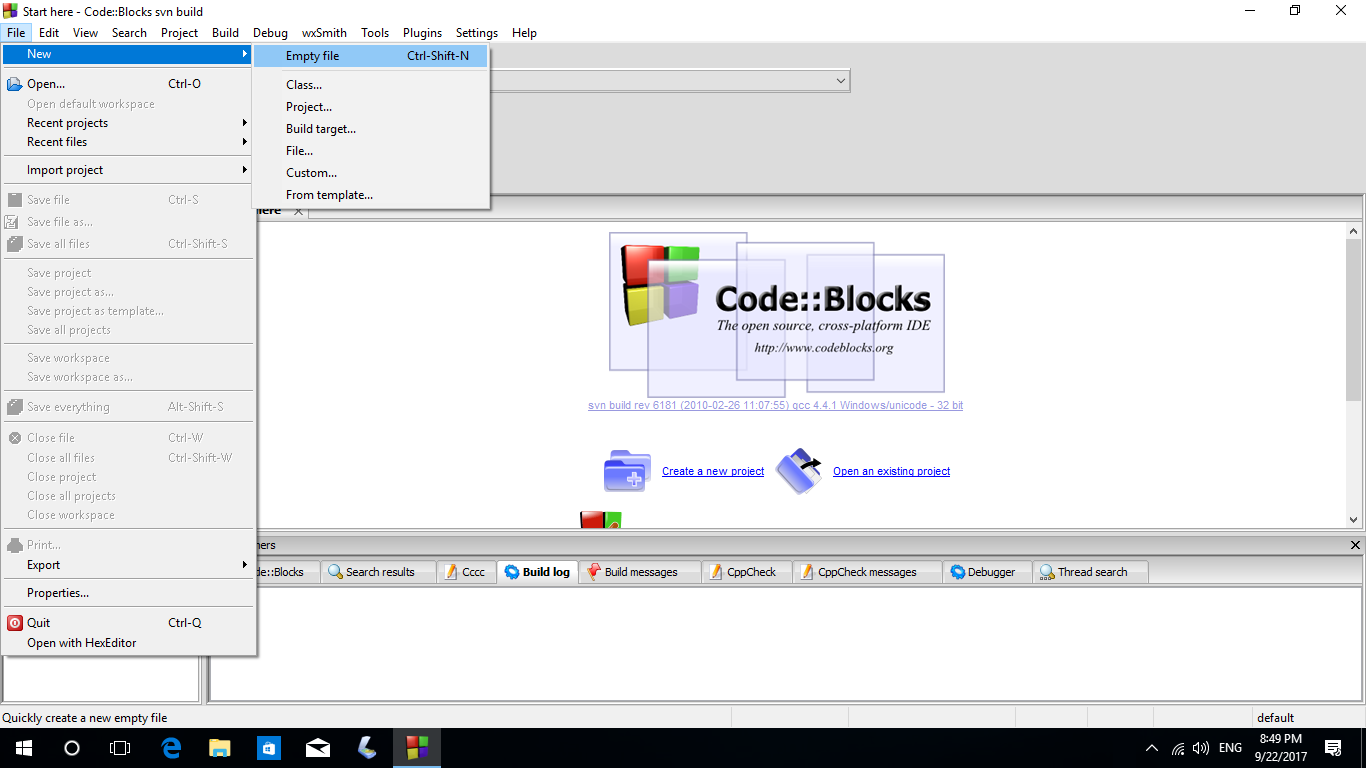 Start here - Code::Blocks svn build
File Edit View Search Project Build Debug wxSmith Tools Plugins Settings Help
New
Empty file Ctrl-Shift-N
Class...
Project...
Build target...
File...
Custom...
From template...
Open... Ctrl-O
Open default workspace
Recent projects
Recent files
Import project
Save file Ctrl-S
Save file as...
Save all files Ctrl-Shift-S
Save project
Save project as...
Save project as template...
Save all projects
Save workspace
Save workspace as...
Save everything Alt-Shift-S
Close file Ctrl-W
Close all files Ctrl-Shift-W
Close project
Close all projects
Close workspace
Print...
Export
Properties...
Quit Ctrl-Q
Open with HexEditor
Code::Blocks
The open source, cross-platform IDE
http://www.codeblocks.org
svn build rev 6181 (2010-02-26 11:07:55) gcc 4.4.1 Windows/unicode - 32 bit
Create a new project Open an existing project
::Blocks Search results Cccc Build log Build messages CppCheck CppCheck messages Debugger Thread search
Quickly create a new empty file
default
ENG
8:49 PM
9/22/2017